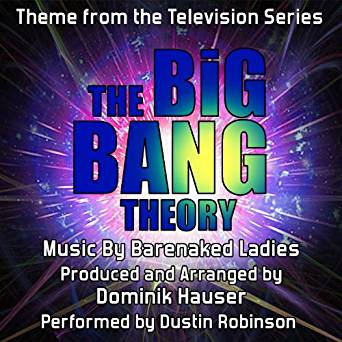 Theme from the Television Series
THE BiG
BANG
THEORY
Music By Barenaked Ladies
Produced and Arranged by
Dominik Hauser
Performed by Dustin Robinson